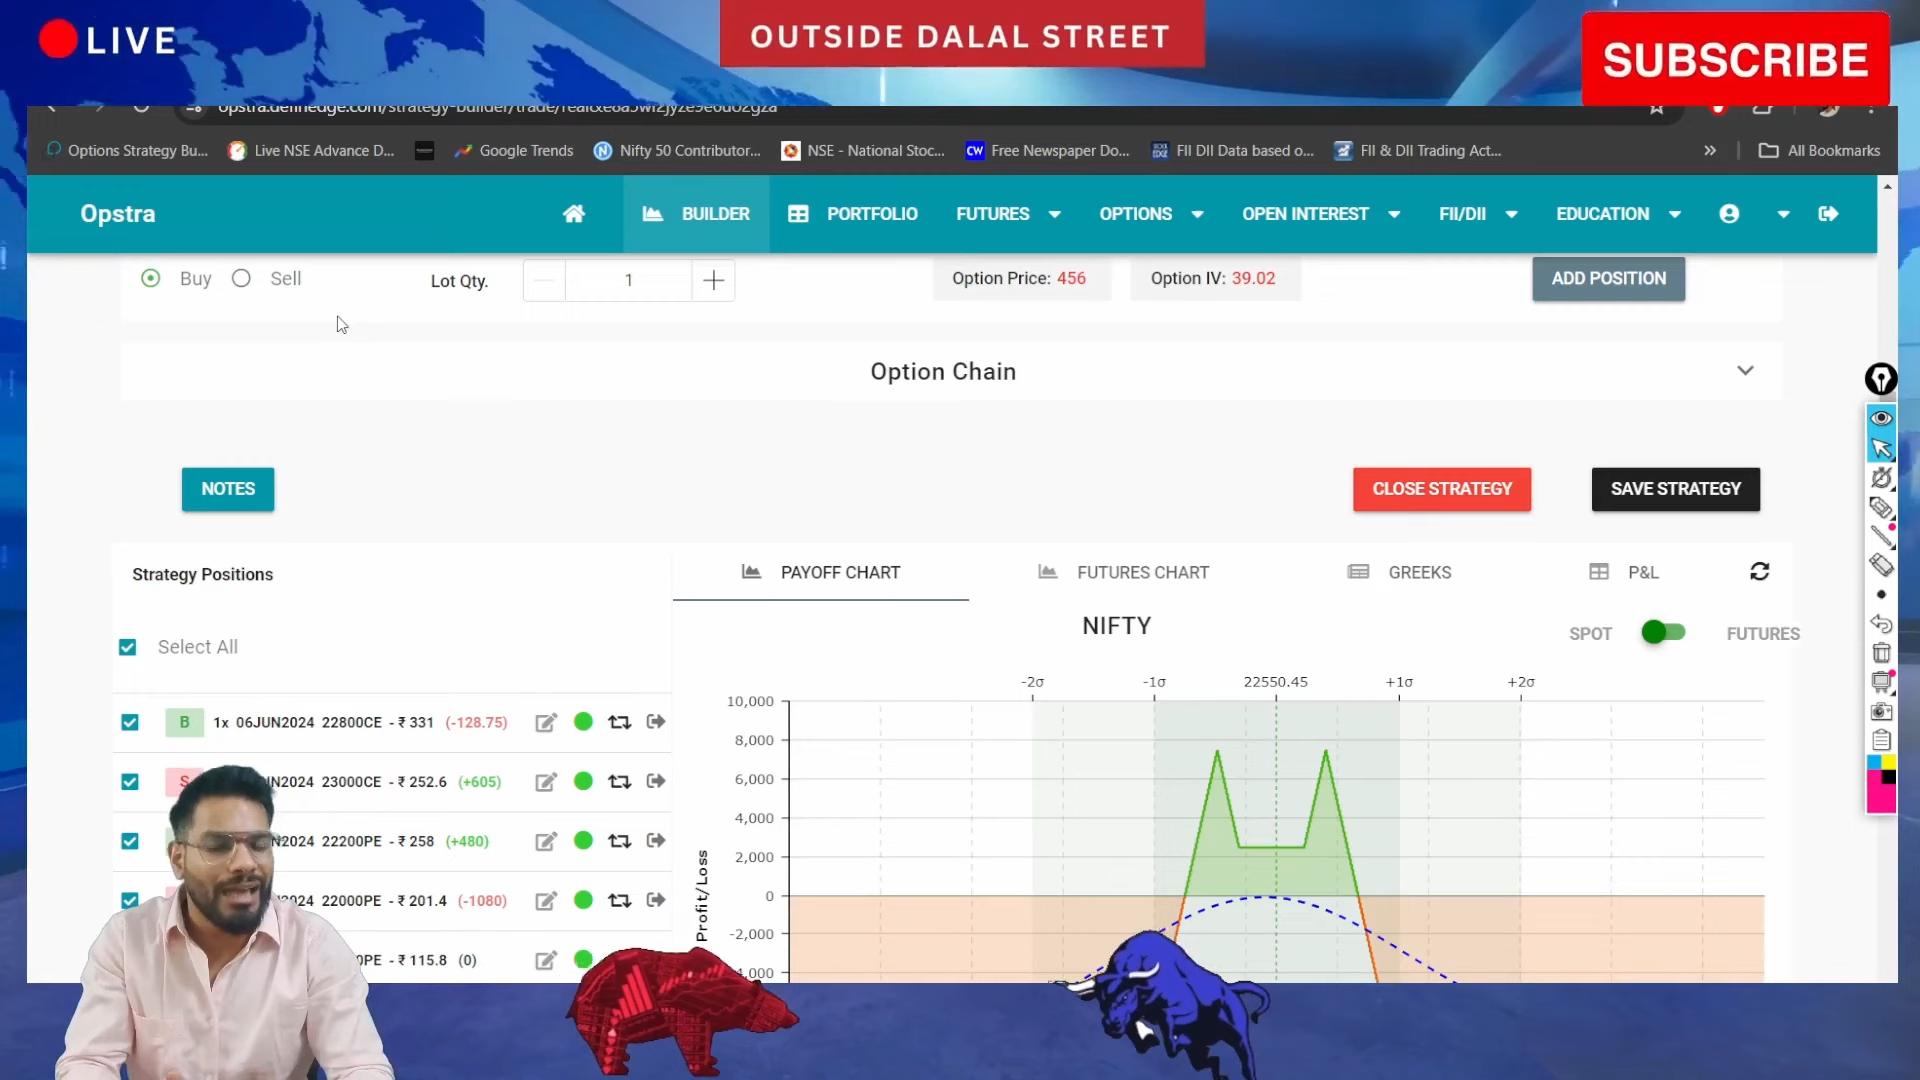 LIVE
OUTSIDE DALAL STREET
SUBSCRIBE
Options Strategy Bu...
Live NSE Advance D...
Google Trends
Nifty 50 Contributor...
NSE - National Stoc...
CW Free Newspaper Do...
FII DII Data based o...
FII & DII Trading Act...
All Bookmarks
Opstra
BUILDER
PORTFOLIO
FUTURES
OPTIONS
OPEN INTEREST
FII/DII
EDUCATION
Buy
Sell
Lot Qty.
1
Option Price: 456
Option IV: 39.02
ADD POSITION
Option Chain
NOTES
CLOSE STRATEGY
SAVE STRATEGY
Strategy Positions
PAYOFF CHART
FUTURES CHART
GREEKS
P&L
NIFTY
SPOT
FUTURES
Select All
-2σ
-1σ
22550.45
+1σ
+2σ
B 1x 06JUN2024 22800CE - ₹ 331 (-128.75)
23000CE - ₹ 252.6 (+605)
22200PE - ₹ 258 (+480)
22000PE - ₹ 201.4 (-1080)
- ₹ 115.8 (0)
10,000
8,000
6,000
4,000
2,000
0
-2,000
Profit/Loss